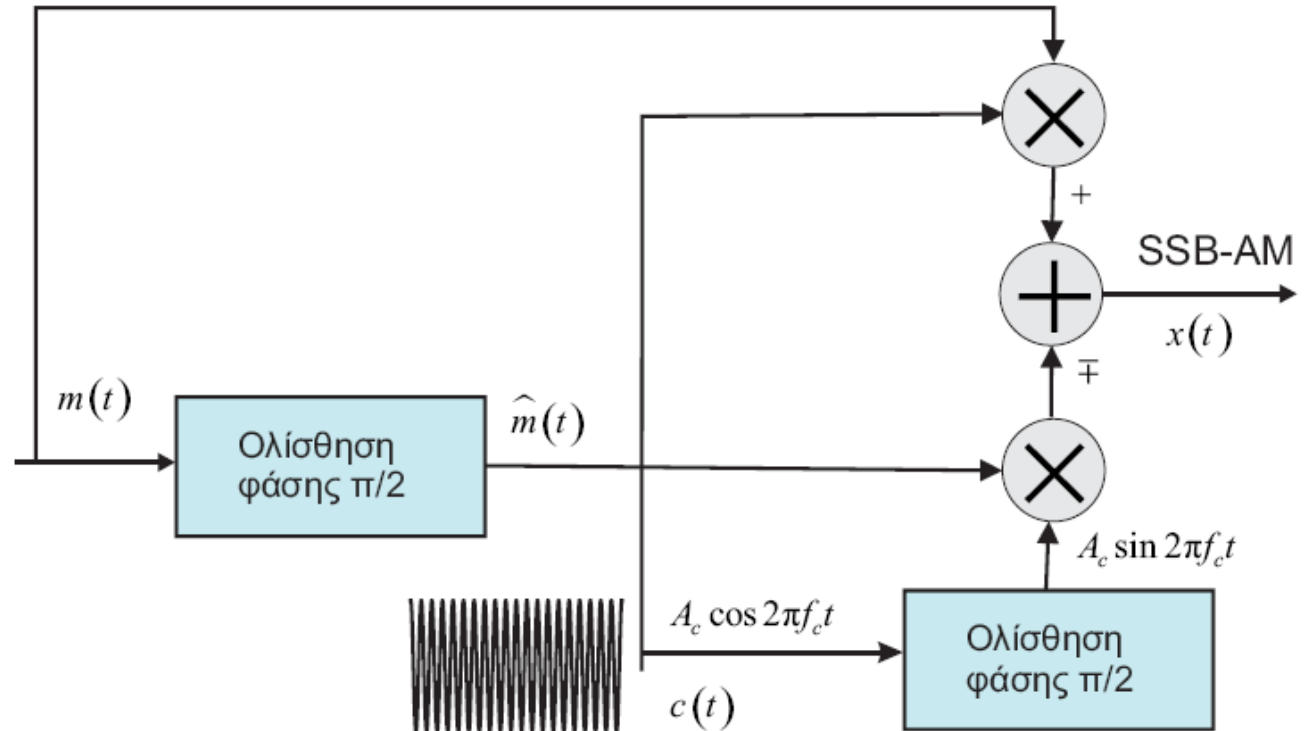 +
SSB-AM
x(t)
∓
m(t)
Ολίσθηση
φάσης π/2
m̂(t)
A_c sin 2πf_c t
A_c cos 2πf_c t
c(t)
Ολίσθηση
φάσης π/2